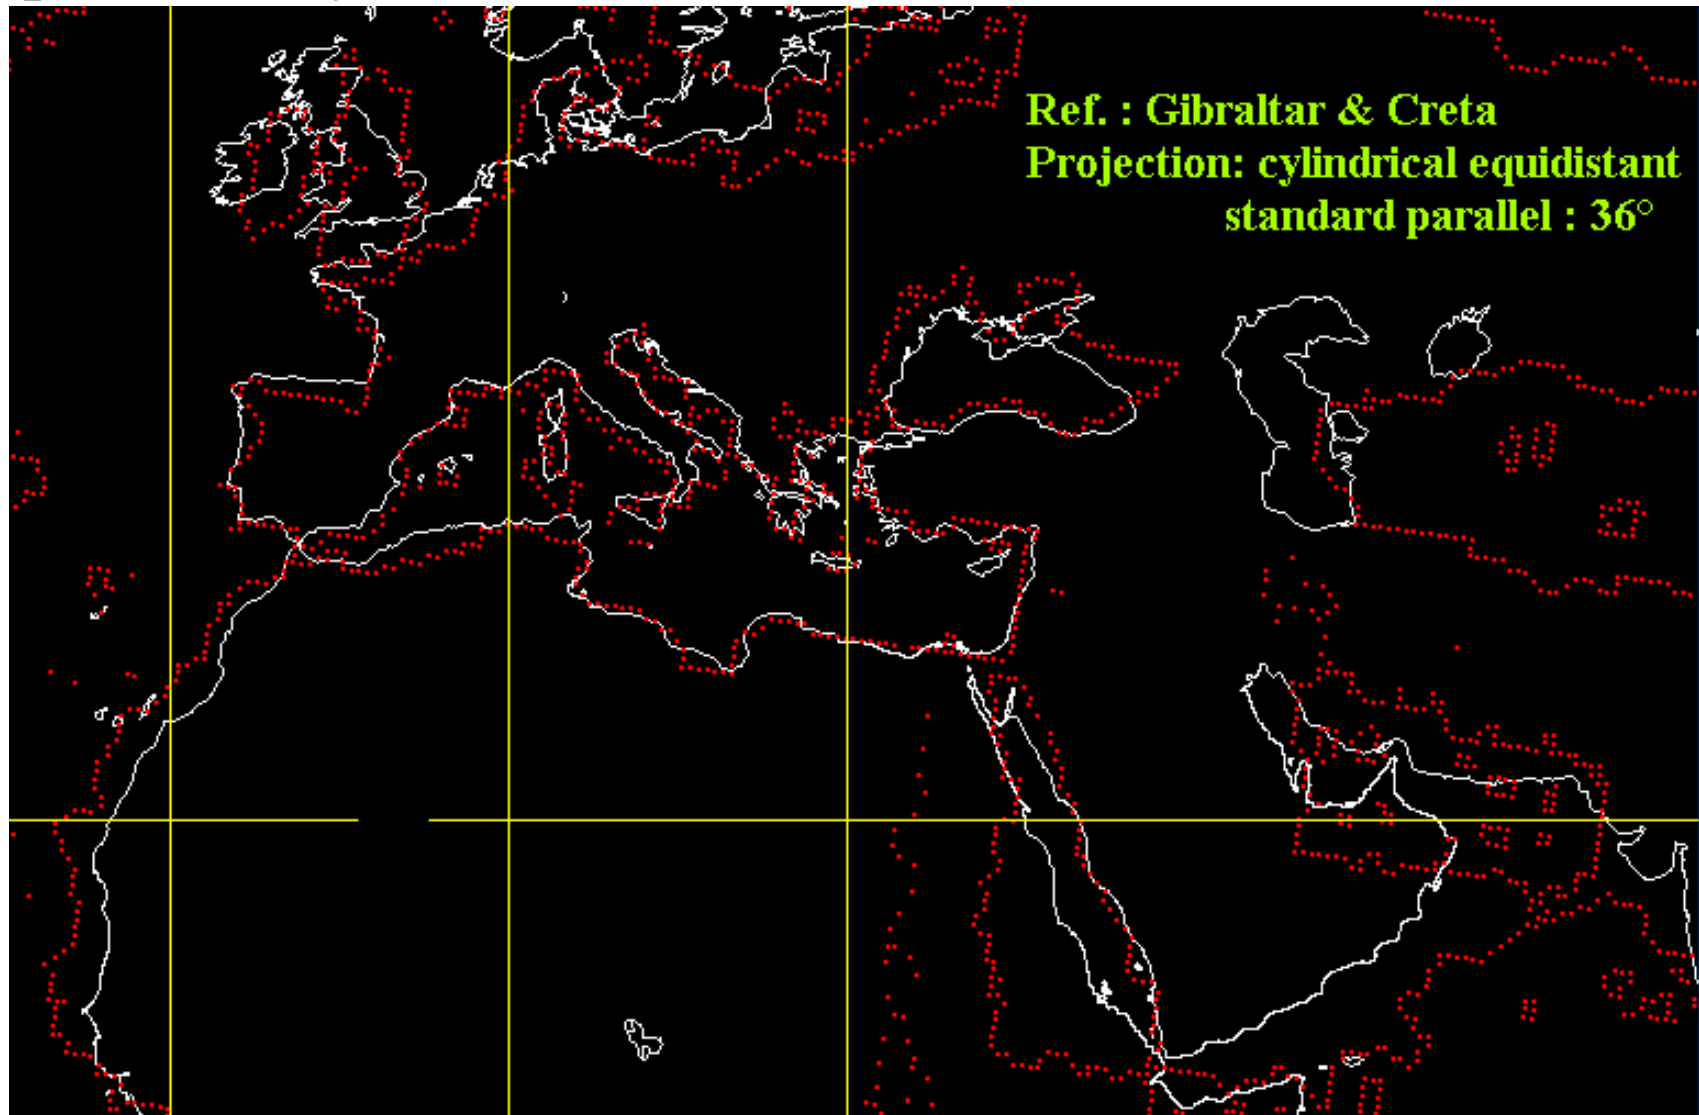 Ref. : Gibraltar & Creta
Projection: cylindrical equidistant
standard parallel : 36°